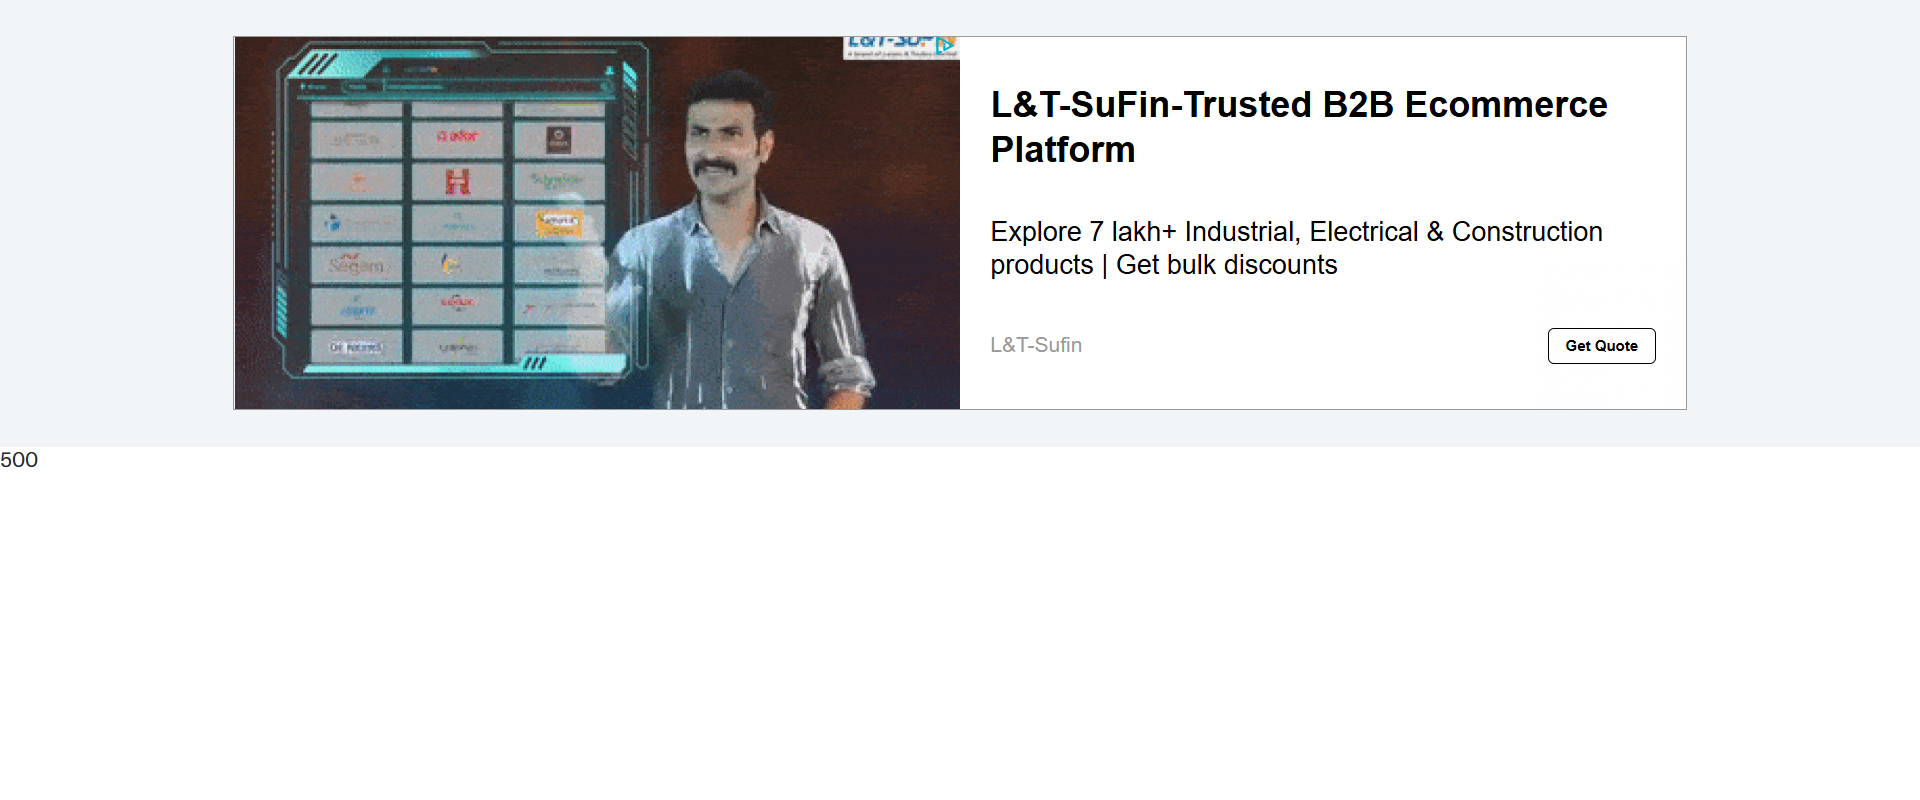 L&T-SuFin-Trusted B2B Ecommerce
Platform
Explore 7 lakh+ Industrial, Electrical & Construction
products | Get bulk discounts
L&T-Sufin
Get Quote
Segam
500